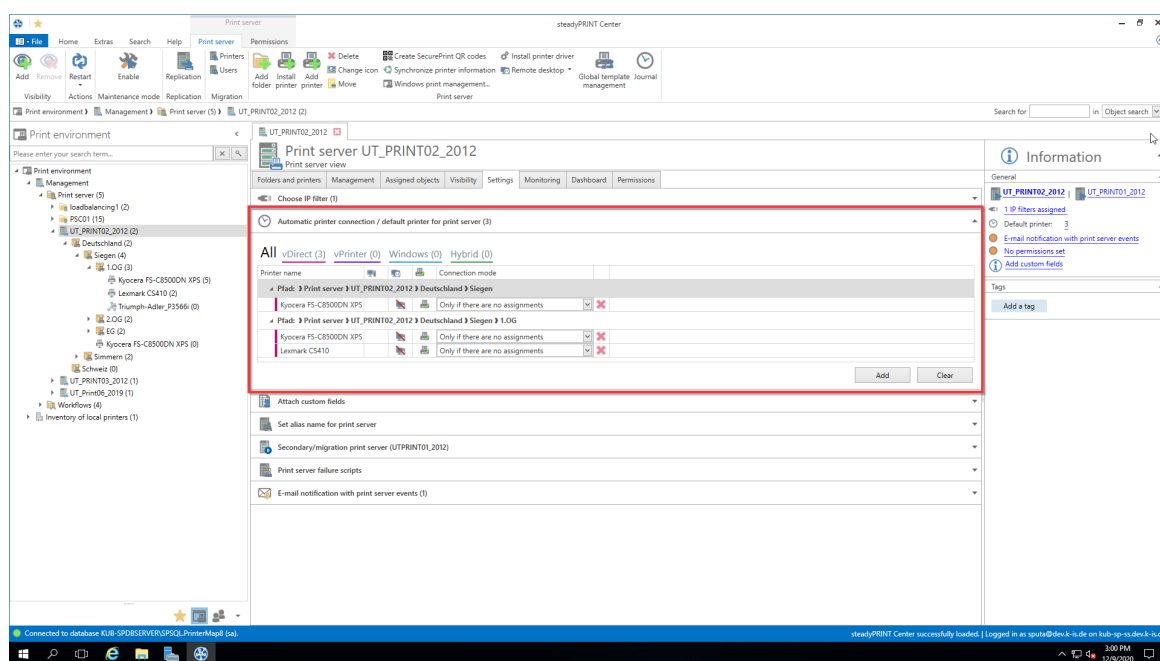 Print server
steadyPRINT Center
File Home Extras Search Help Print server Permissions
Add Remove Restart Enable Replication Printers Users
Add folder Install printer Add printer Delete Change icon Move
Create SecurePrint QR codes Synchronize printer information Windows print management...
Install printer driver Remote desktop Global template management Journal
Visibility Actions Maintenance mode Replication Migration Print server
Print environment Management Print server (5) UT_PRINT02_2012 (2)
Search for in Object search
Print environment
Please enter your search term...
Print environment
Management
Print server (5)
loadbalancing1 (2)
PSC01 (15)
UT_PRINT02_2012 (2)
Deutschland (2)
Siegen (4)
1.OG (3)
Kyocera FS-C8500DN XPS (5)
Lexmark CS410 (2)
Triumph-Adler_P3566i (0)
2.OG (2)
EG (2)
Kyocera FS-C8500DN XPS (0)
Simmern (2)
Schweiz (0)
UT_PRINT03_2012 (1)
UT_Print06_2019 (1)
Workflows (4)
Inventory of local printers (1)
UT_PRINT02_2012
Print server UT_PRINT02_2012
Print server view
Folders and printers Management Assigned objects Visibility Settings Monitoring Dashboard Permissions
Choose IP filter (1)
Automatic printer connection / default printer for print server (3)
All vDirect (3) vPrinter (0) Windows (0) Hybrid (0)
Printer name Connection mode
Pfad: Print server UT_PRINT02_2012 Deutschland Siegen
Kyocera FS-C8500DN XPS Only if there are no assignments
Pfad: Print server UT_PRINT02_2012 Deutschland Siegen 1.OG
Kyocera FS-C8500DN XPS Only if there are no assignments
Lexmark CS410 Only if there are no assignments
Add Clear
Attach custom fields
Set alias name for print server
Secondary/migration print server (UTPRINT01_2012)
Print server failure scripts
E-mail notification with print server events (1)
Information
General
UT_PRINT02_2012 | UT_PRINT01_2012
1 IP filters assigned
Default printer: 3
E-mail notification with print server events
No permissions set
Add custom fields
Tags
Add a tag
Connected to database KUB-SPDBSERVER\SPSQL.PrinterMap8 (sa).
steadyPRINT Center successfully loaded. | Logged in as sputa@dev.k-is.de on kub-sp-ss.dev.k-is.
3:00 PM
12/9/2020